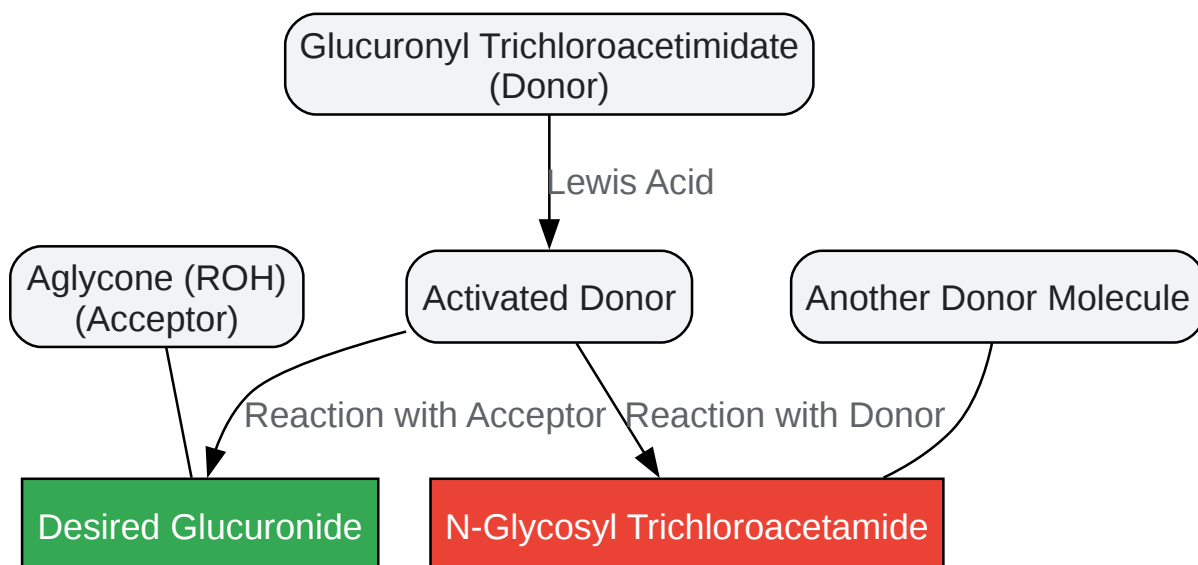 Glucuronyl Trichloroacetimidate
(Donor)
Lewis Acid
Aglycone (ROH)
(Acceptor)
Activated Donor
Another Donor Molecule
Reaction with Acceptor
Reaction with Donor
Desired Glucuronide
N-Glycosyl Trichloroacetamide